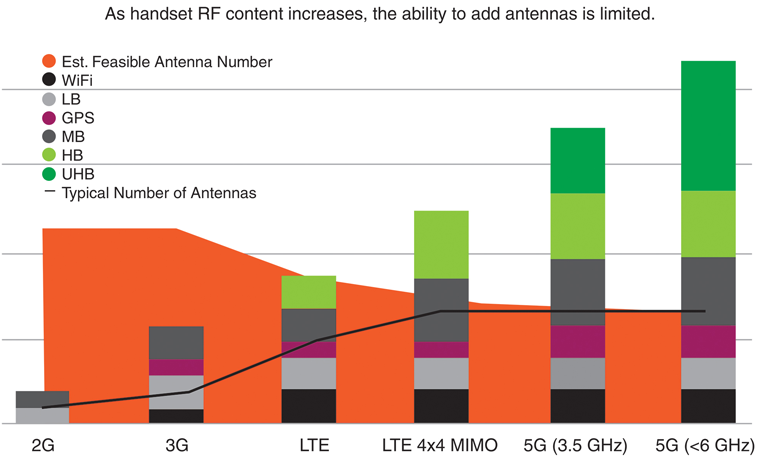 As handset RF content increases, the ability to add antennas is limited.
Est. Feasible Antenna Number
WiFi
LB
GPS
MB
HB
UHB
Typical Number of Antennas
2G 3G LTE LTE 4x4 MIMO 5G (3.5 GHz) 5G (<6 GHz)